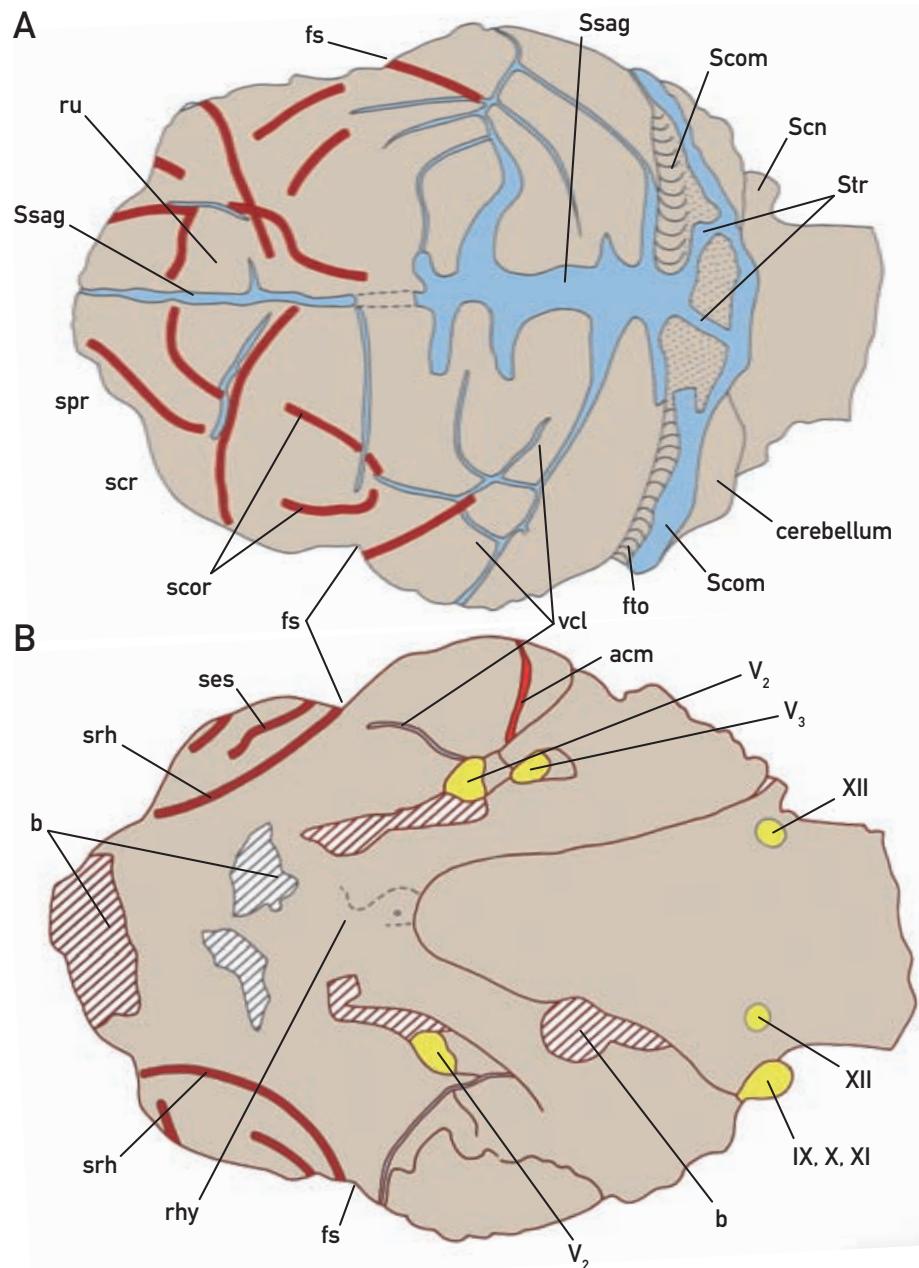 A
fs
Ssag
Scom
ru
Scn
Str
Ssag
spr
scr
scor
cerebellum
Scom
fto
fs
vcl
B
acm
V₂
ses
V₃
srh
XII
b
XII
srh
IX, X, XI
rhy
b
fs
V₂